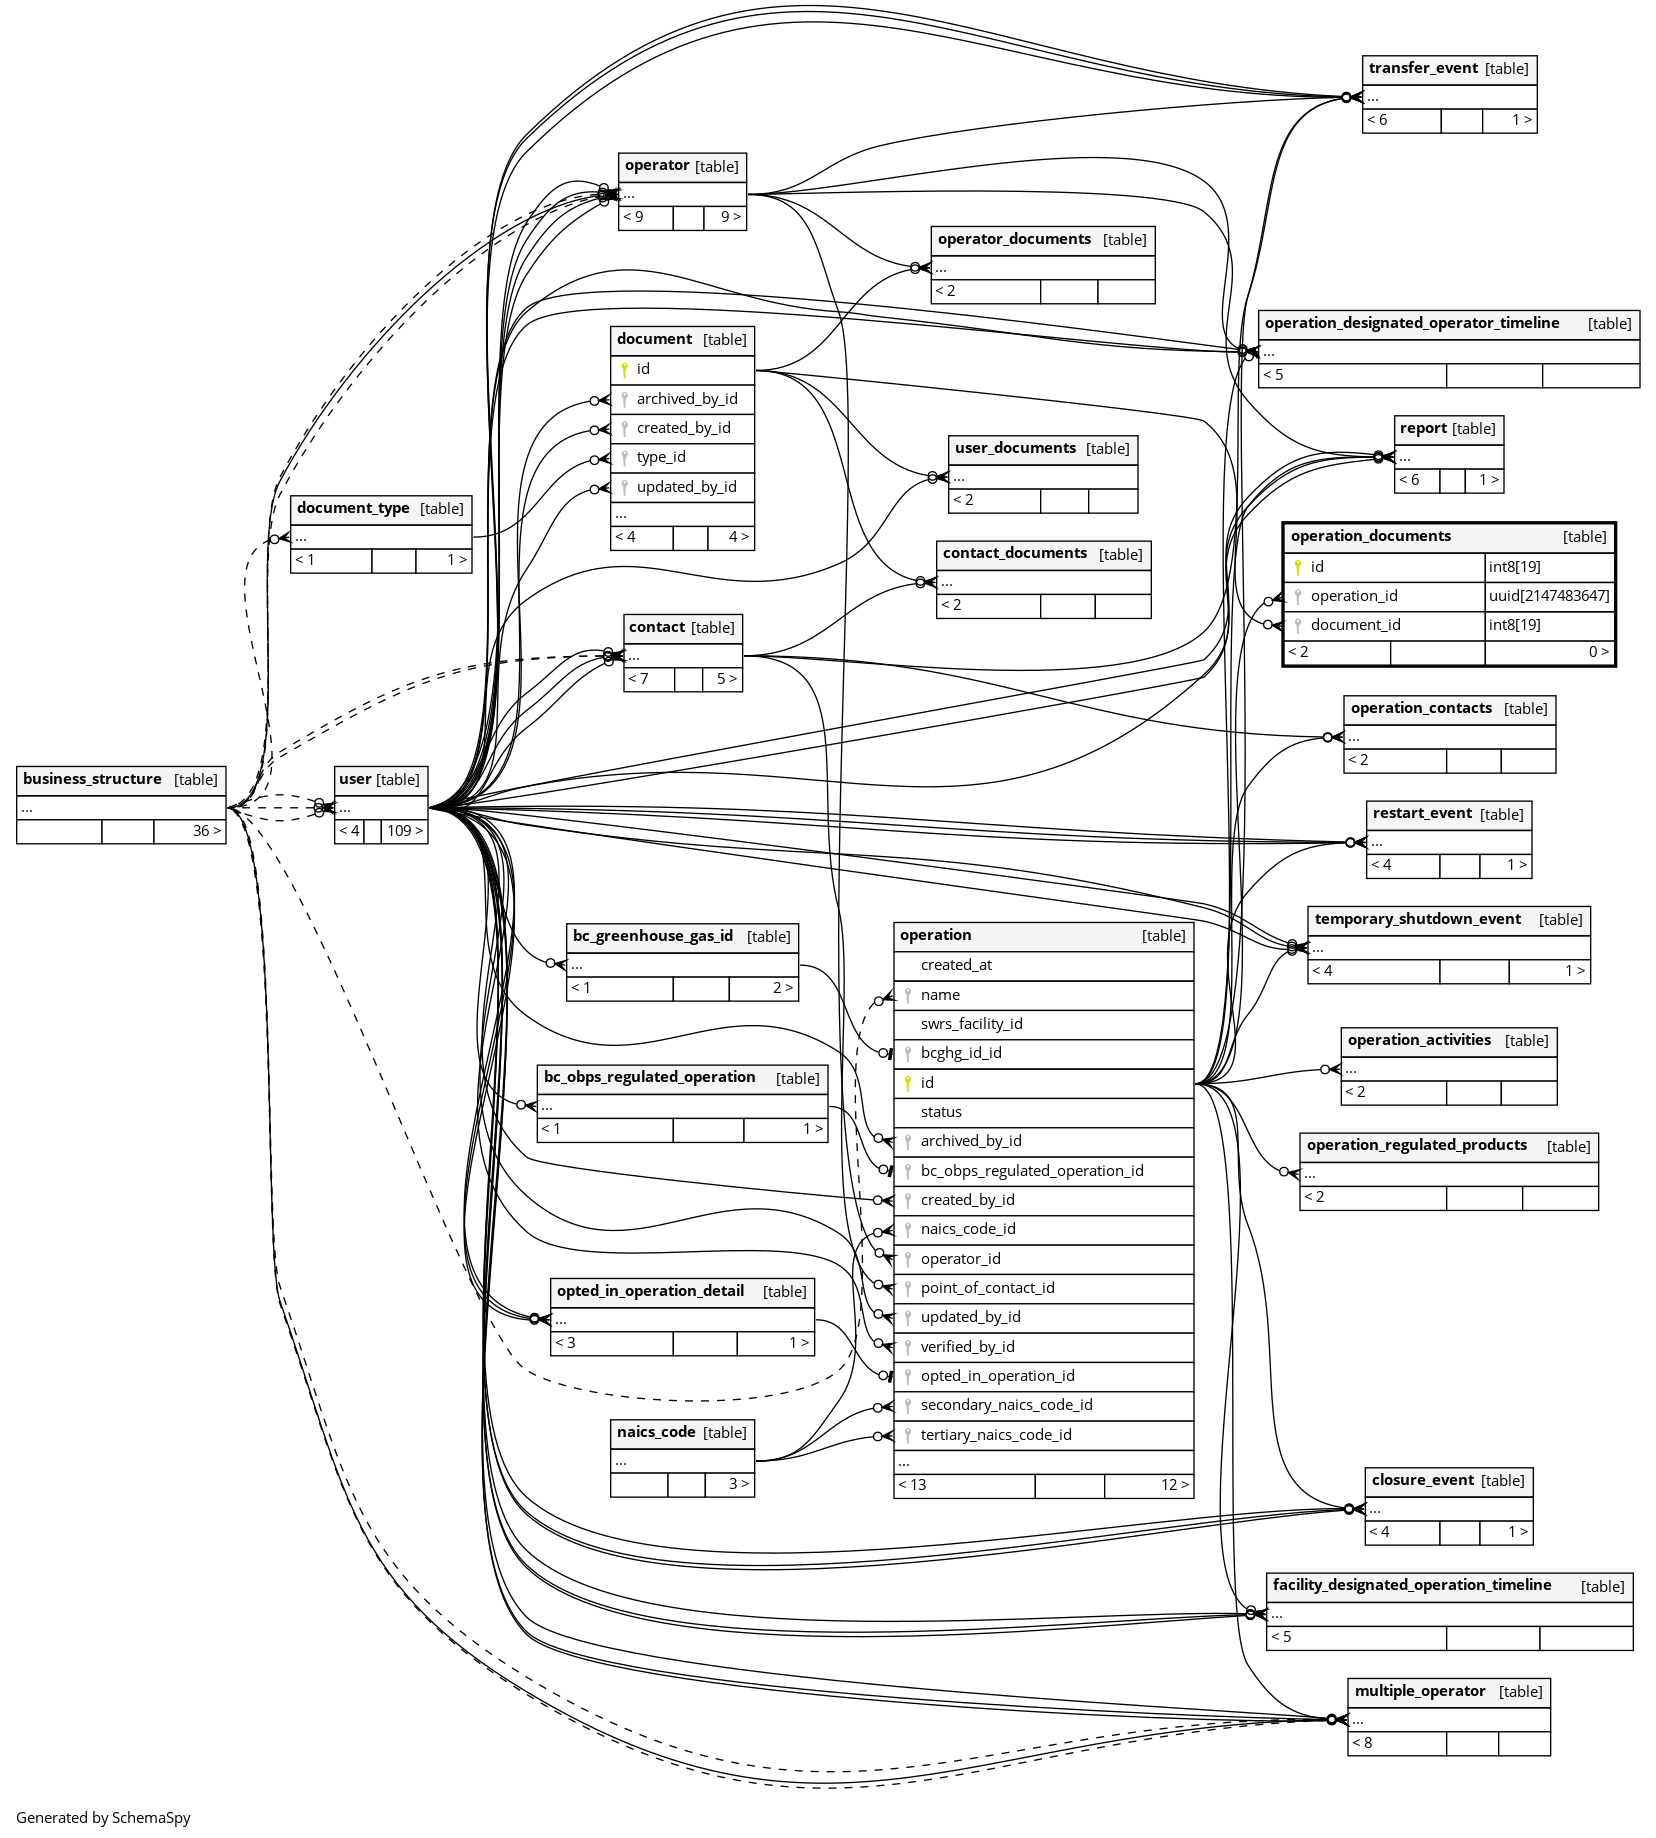 transfer_event [table]
...
< 6 1 >
operator [table]
...
< 9 9 >
operator_documents [table]
...
< 2
operation_designated_operator_timeline [table]
...
< 5
document [table]
id
archived_by_id
created_by_id
type_id
updated_by_id
...
< 4 4 >
report [table]
...
< 6 1 >
user_documents [table]
...
< 2
document_type [table]
...
< 1 1 >
operation_documents [table]
id int8[19]
operation_id uuid[2147483647]
document_id int8[19]
< 2 0 >
contact_documents [table]
...
< 2
contact [table]
...
< 7 5 >
operation_contacts [table]
...
< 2
business_structure [table]
...
36 >
user [table]
...
< 4 109 >
restart_event [table]
...
< 4 1 >
temporary_shutdown_event [table]
...
< 4 1 >
bc_greenhouse_gas_id [table]
...
< 1 2 >
operation [table]
created_at
name
swrs_facility_id
bcghg_id_id
id
status
archived_by_id
bc_obps_regulated_operation_id
created_by_id
naics_code_id
operator_id
point_of_contact_id
updated_by_id
verified_by_id
opted_in_operation_id
secondary_naics_code_id
tertiary_naics_code_id
...
< 13 12 >
operation_activities [table]
...
< 2
bc_obps_regulated_operation [table]
...
< 1 1 >
operation_regulated_products [table]
...
< 2
opted_in_operation_detail [table]
...
< 3 1 >
naics_code [table]
...
3 >
closure_event [table]
...
< 4 1 >
facility_designated_operation_timeline [table]
...
< 5
multiple_operator [table]
...
< 8
Generated by SchemaSpy